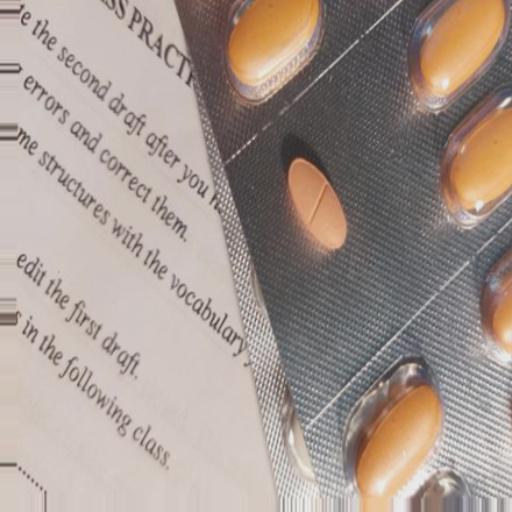 SS PRACTI
e the second draft after you h
errors and correct them.
me structures with the vocabulary,
edit the first draft.
s in the following class.